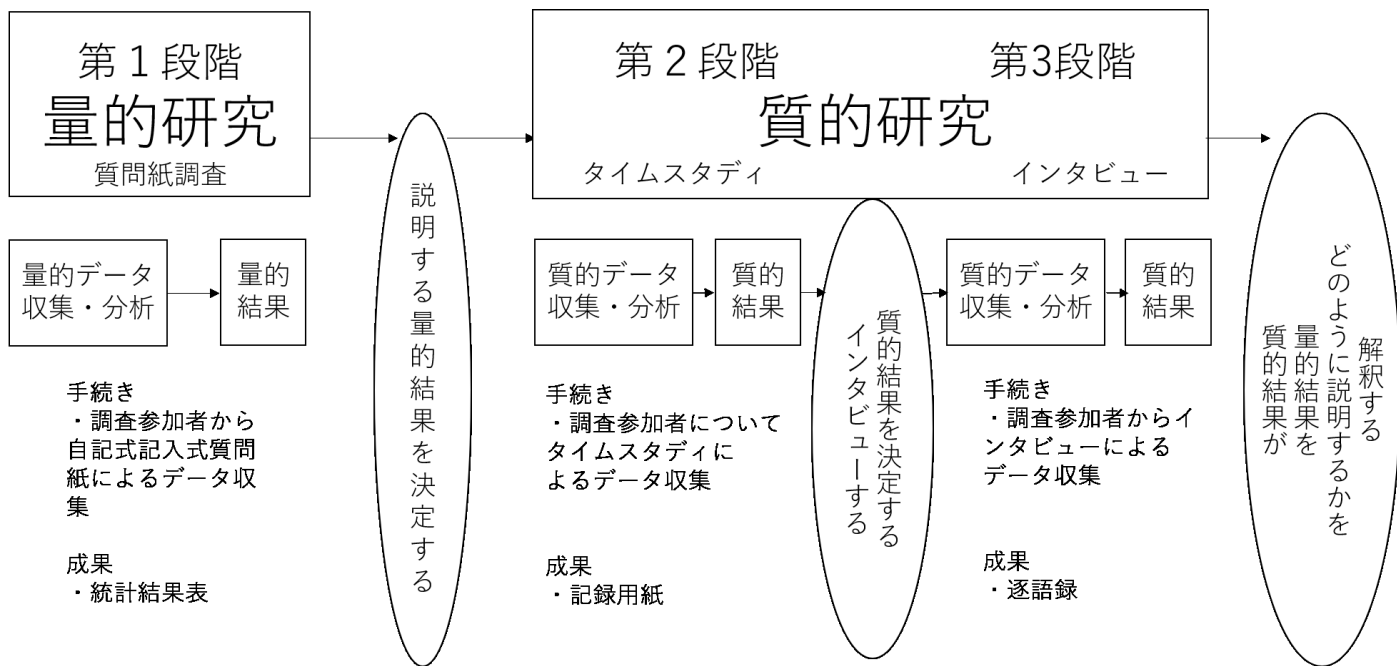 第１段階
量的研究
質問紙調査
量的データ
収集・分析
量的
結果
手続き
・調査参加者から
自記式記入式質問
紙によるデータ収
集
成果
・統計結果表
説明する量的結果を決定する
第２段階
第3段階
質的研究
タイムスタディ
インタビュー
質的データ
収集・分析
質的
結果
手続き
・調査参加者について
タイムスタディに
よるデータ収集
成果
・記録用紙
質的結果を決定する
インタビューする
質的データ
収集・分析
質的
結果
手続き
・調査参加者からイ
ンタビューによる
データ収集
成果
・逐語録
質的結果が
量的結果を
どのように説明するかを
解釈する